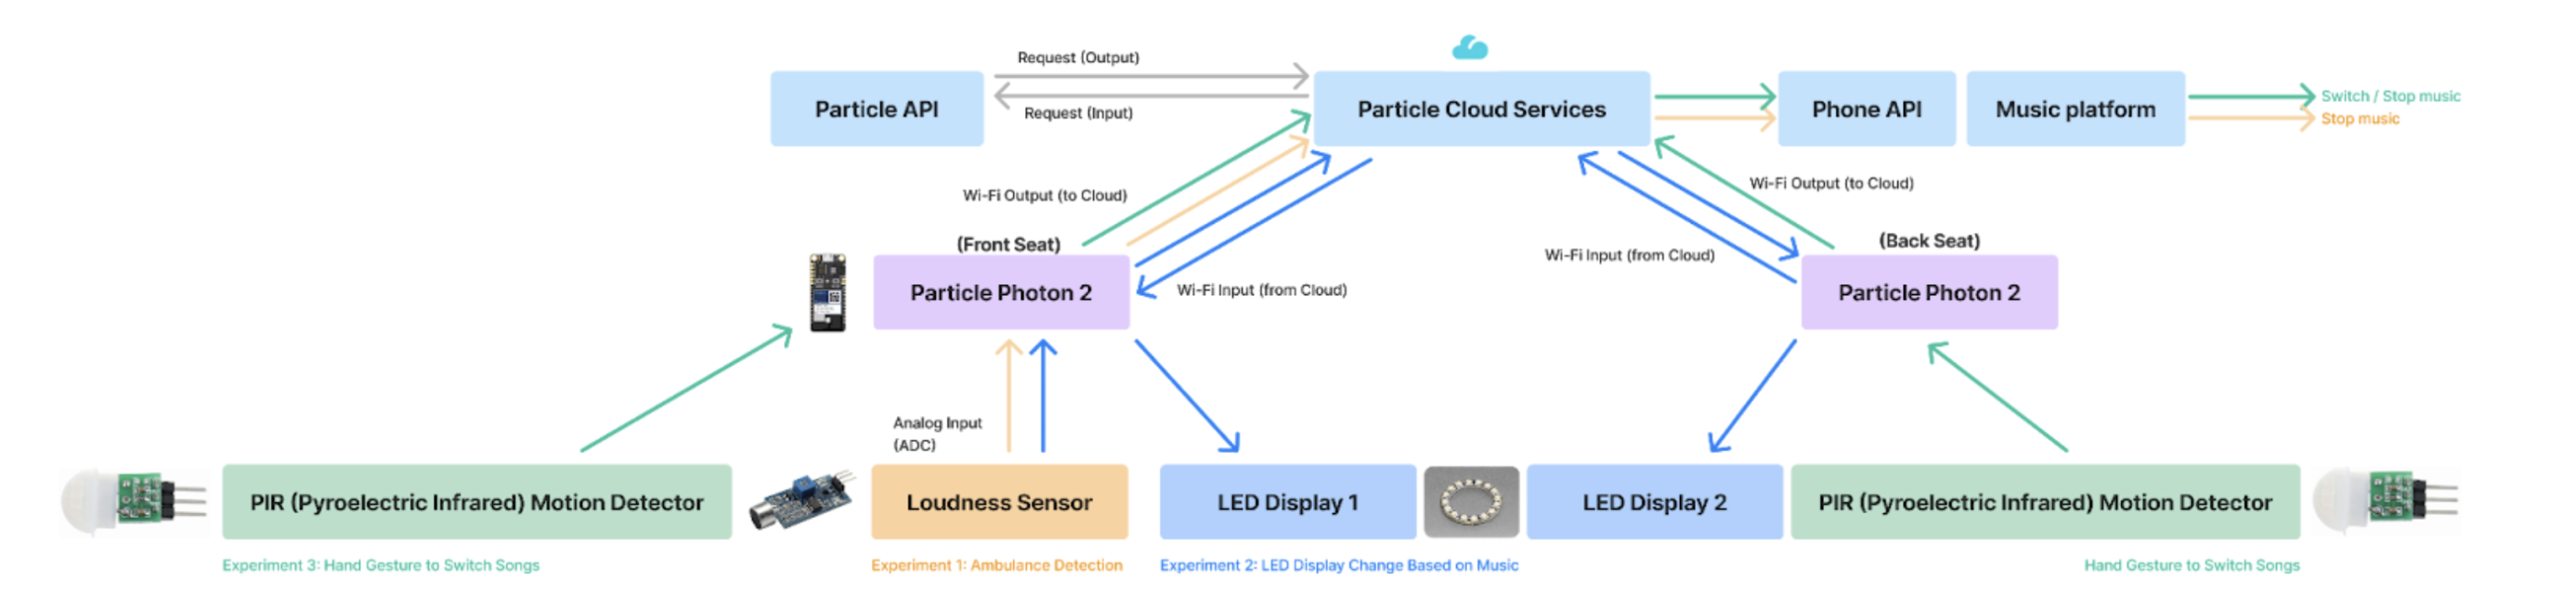 Request (Output)
Particle API
Particle Cloud Services
Phone API
Music platform
Switch / Stop music
Stop music
Request (Input)
Wi-Fi Output (to Cloud)
Wi-Fi Output (to Cloud)
(Front Seat)
(Back Seat)
Wi-Fi Input (from Cloud)
Particle Photon 2
Wi-Fi Input (from Cloud)
Particle Photon 2
Analog Input
(ADC)
PIR (Pyroelectric Infrared) Motion Detector
Loudness Sensor
LED Display 1
LED Display 2
PIR (Pyroelectric Infrared) Motion Detector
Experiment 3: Hand Gesture to Switch Songs
Experiment 1: Ambulance Detection
Experiment 2: LED Display Change Based on Music
Hand Gesture to Switch Songs